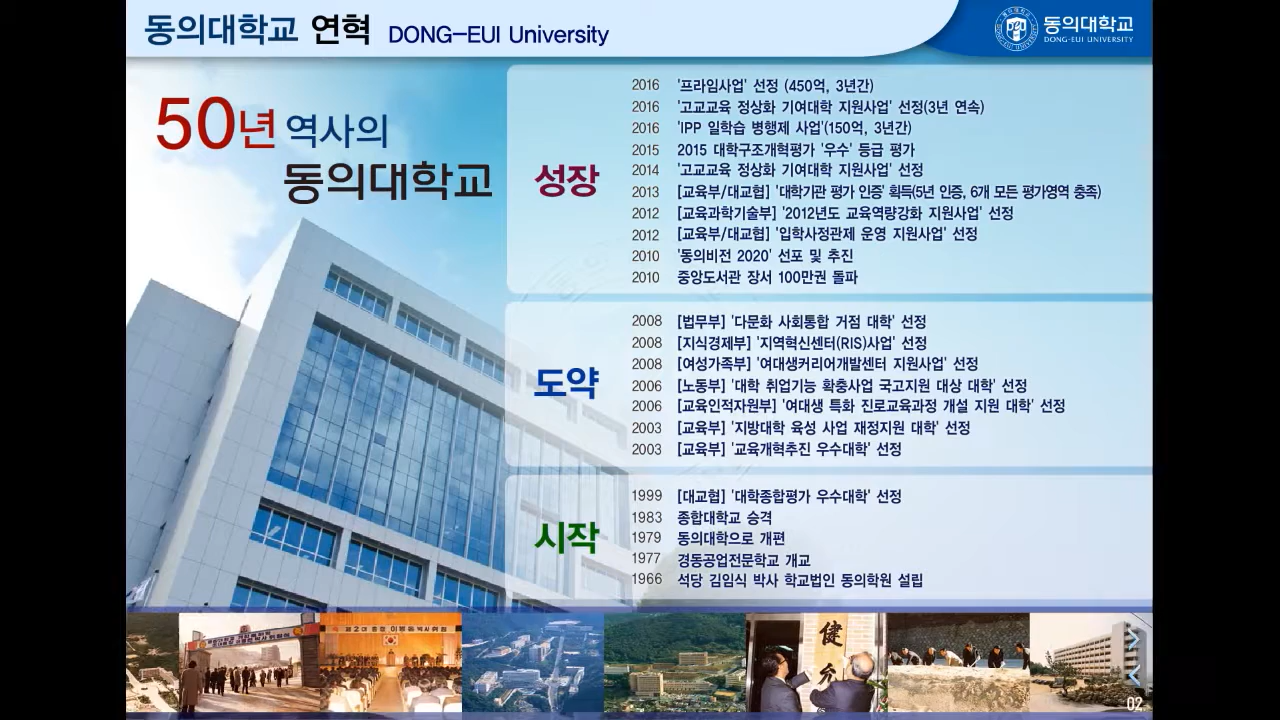 동의대학교 연혁 DONG-EUI University
동의대학교
DONG-EUI UNIVERSITY
50년 역사의
동의대학교
성장
2016 '프라임사업' 선정 (450억, 3년간)
2016 '고교교육 정상화 기여대학 지원사업' 선정(3년 연속)
2016 'IPP 일학습 병행제 사업'(150억, 3년간)
2015 2015 대학구조개혁평가 '우수' 등급 평가
2014 '고교교육 정상화 기여대학 지원사업' 선정
2013 [교육부/대교협] '대학기관 평가 인증' 획득(5년 인증, 6개 모든 평가영역 충족)
2012 [교육과학기술부] '2012년도 교육역량강화 지원사업' 선정
2012 [교육부/대교협] '입학사정관제 운영 지원사업' 선정
2010 '동의비전 2020' 선포 및 추진
2010 중앙도서관 장서 100만권 돌파
도약
2008 [법무부] '다문화 사회통합 거점 대학' 선정
2008 [지식경제부] '지역혁신센터(RIS)사업' 선정
2008 [여성가족부] '여대생커리어개발센터 지원사업' 선정
2006 [노동부] '대학 취업기능 확충사업 국고지원 대상 대학' 선정
2006 [교육인적자원부] '여대생 특화 진로교육과정 개설 지원 대학' 선정
2003 [교육부] '지방대학 육성 사업 재정지원 대학' 선정
2003 [교육부] '교육개혁추진 우수대학' 선정
시작
1999 [대교협] '대학종합평가 우수대학' 선정
1983 종합대학교 승격
1979 동의대학으로 개편
1977 경동공업전문학교 개교
1966 석당 김임식 박사 학교법인 동의학원 설립
健
允
02